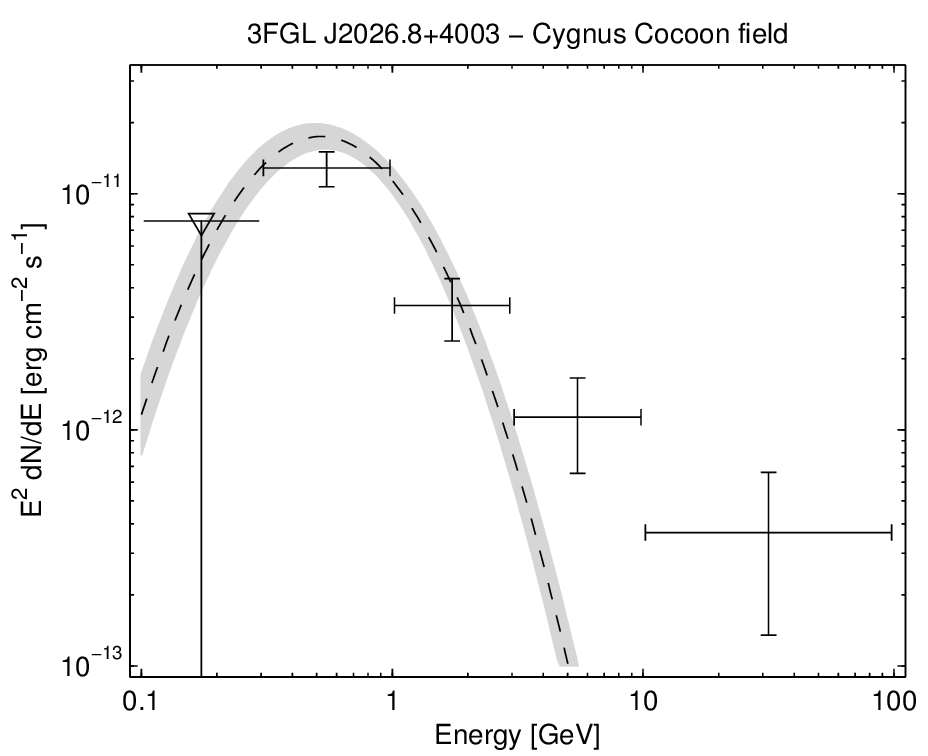 3FGL J2026.8+4003 – Cygnus Cocoon field
E² dN/dE [erg cm⁻² s⁻¹]
10⁻¹¹
10⁻¹²
10⁻¹³
0.1 1 10 100
Energy [GeV]